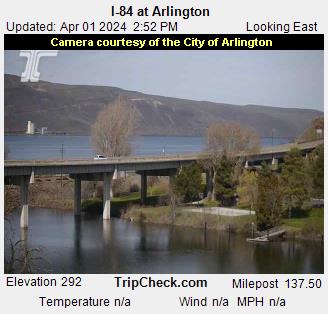 I-84 at Arlington
Updated: Apr 01 2024 2:52 PM Looking East
Camera courtesy of the City of Arlington
Elevation 292 TripCheck.com Milepost 137.50
Temperature n/a Wind n/a MPH n/a